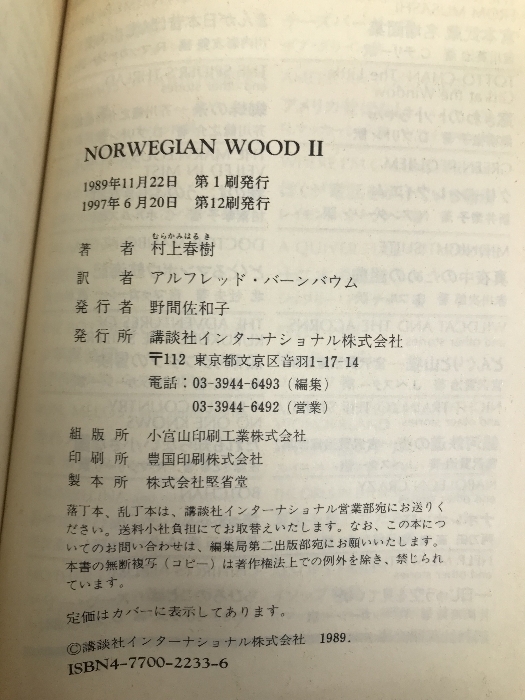 NORWEGIAN WOOD II
1989年11月22日　第1刷発行
1997年6月20日　第12刷発行
むらかみはるき
著者　村上春樹
訳者　アルフレッド・バーンバウム
発行者　野間佐和子
発行所　講談社インターナショナル株式会社
〒112 東京都文京区音羽1-17-14
電話：03-3944-6493（編集）
03-3944-6492（営業）
組版所　小宮山印刷工業株式会社
印刷所　豊国印刷株式会社
製本所　株式会社堅省堂
落丁本、乱丁本は、講談社インターナショナル営業部宛にお送りく
ださい。送料小社負担にてお取替えいたします。なお、この本につ
いてのお問い合わせは、編集局第二出版部宛にお願いいたします。
本書の無断複写（コピー）は著作権法上での例外を除き、禁じられ
ています。
定価はカバーに表示してあります。
©講談社インターナショナル株式会社　1989.
ISBN4-7700-2233-6